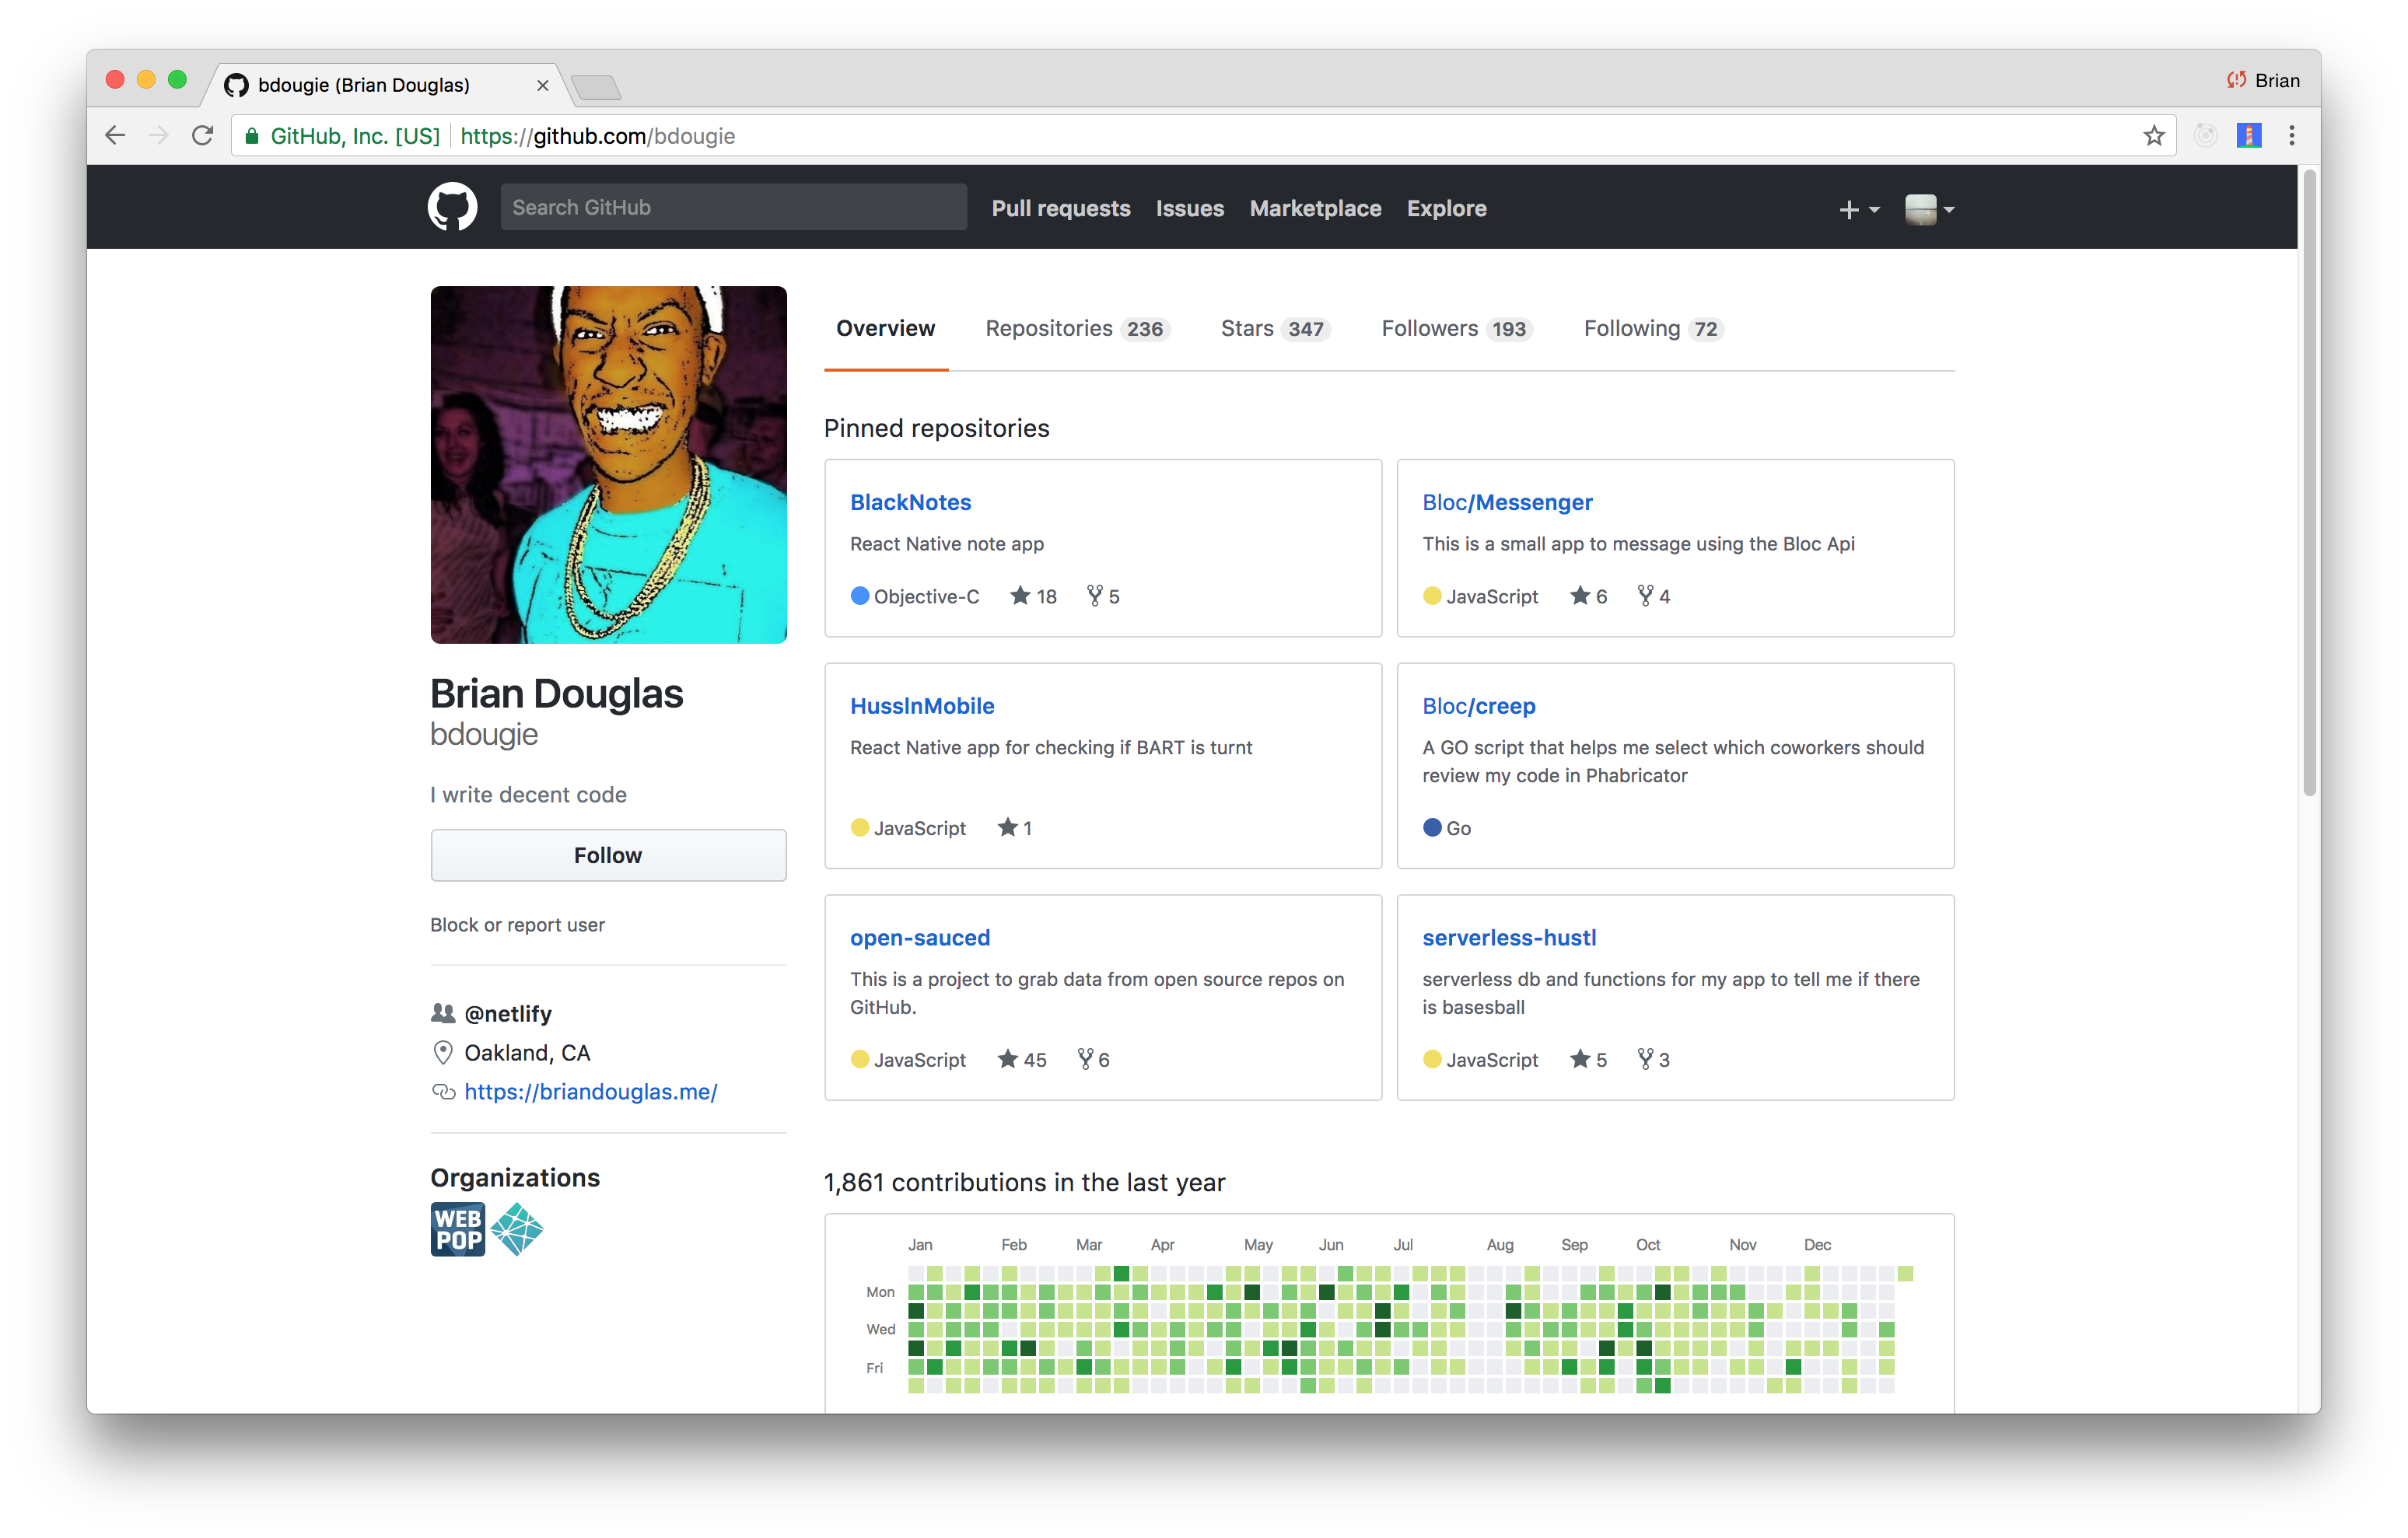 bdougie (Brian Douglas)
Brian
GitHub, Inc. [US] https://github.com/bdougie
Search GitHub
Pull requests Issues Marketplace Explore
Overview Repositories 236 Stars 347 Followers 193 Following 72
Brian Douglas
bdougie
I write decent code
Follow
Block or report user
@netlify
Oakland, CA
https://briandouglas.me/
Organizations
WEB
POP
Pinned repositories
BlackNotes
React Native note app
Objective-C 18 5
Bloc/Messenger
This is a small app to message using the Bloc Api
JavaScript 6 4
HusslnMobile
React Native app for checking if BART is turnt
JavaScript 1
Bloc/creep
A GO script that helps me select which coworkers should
review my code in Phabricator
Go
open-sauced
This is a project to grab data from open source repos on
GitHub.
JavaScript 45 6
serverless-hustl
serverless db and functions for my app to tell me if there
is basesball
JavaScript 5 3
1,861 contributions in the last year
Jan Feb Mar Apr May Jun Jul Aug Sep Oct Nov Dec
Mon
Wed
Fri